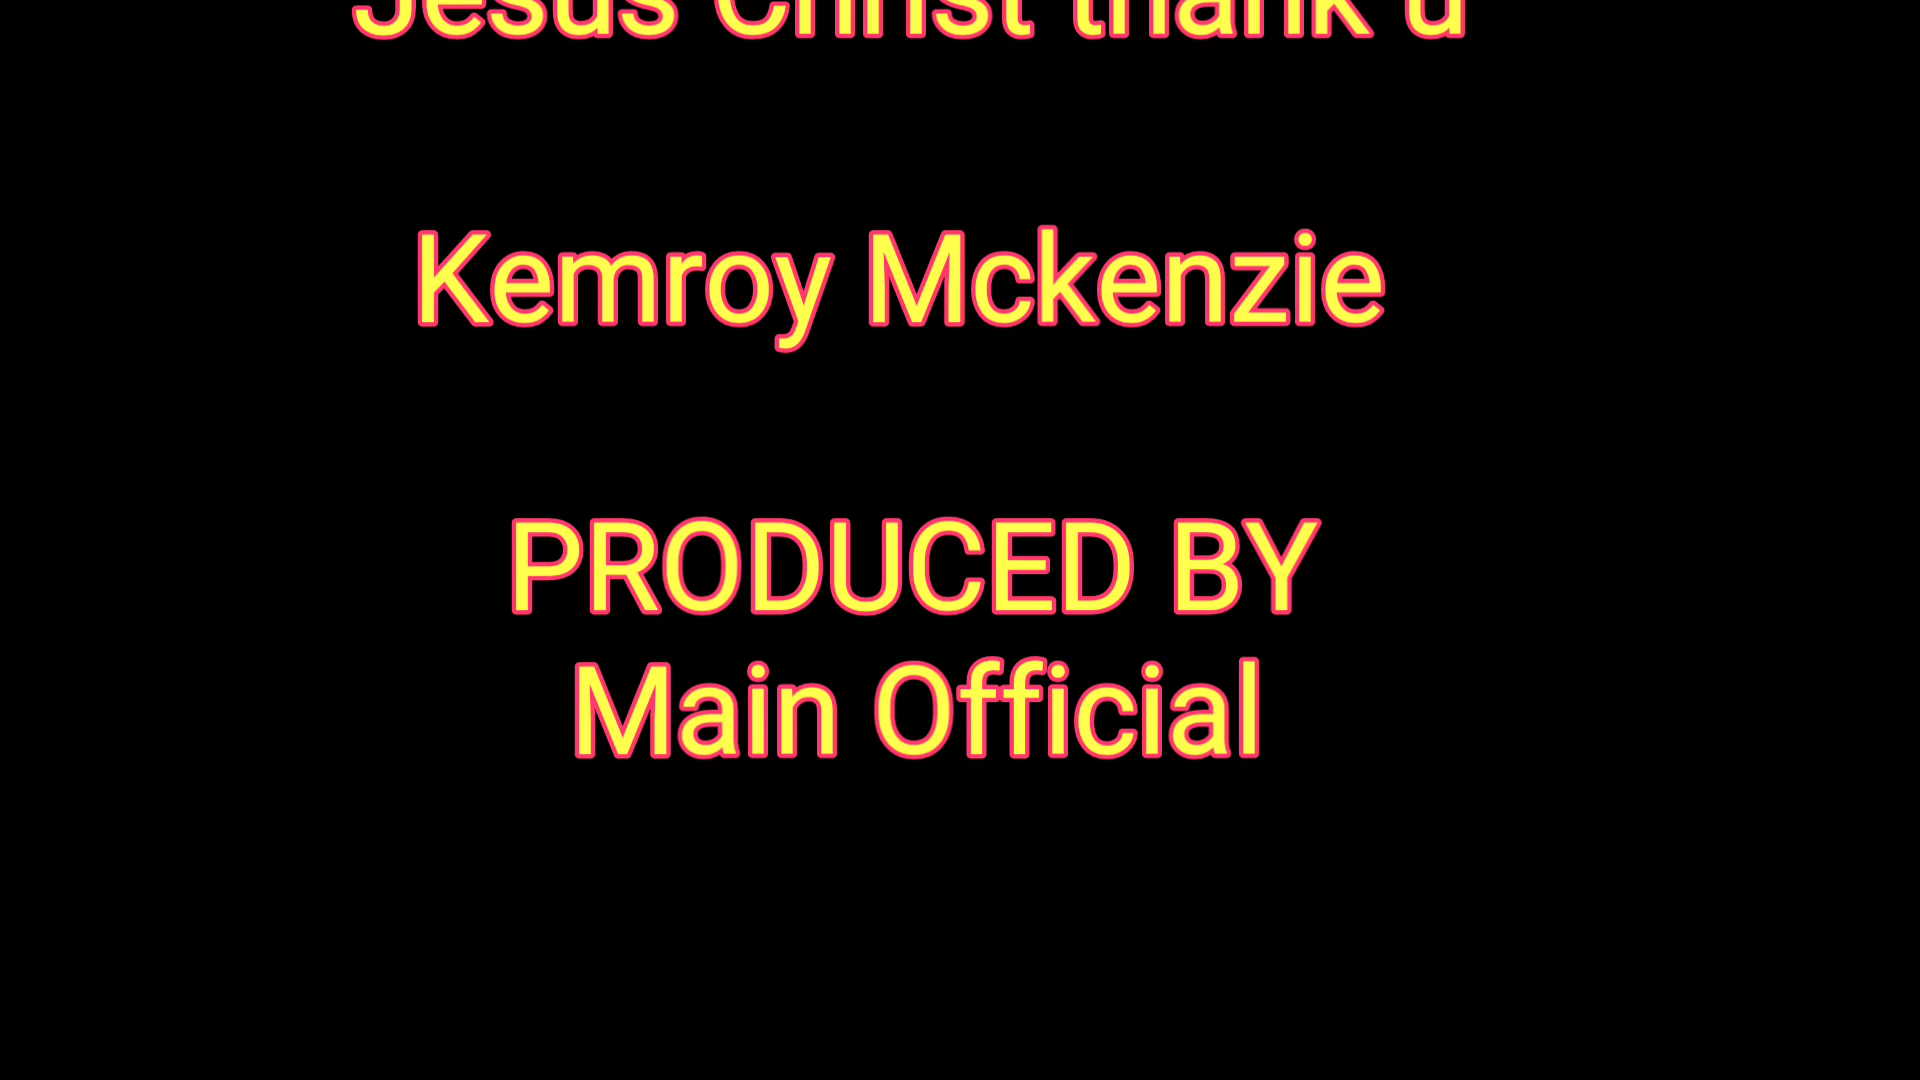 Jesus Christ thank u
Kemroy Mckenzie
PRODUCED BY
Main Official